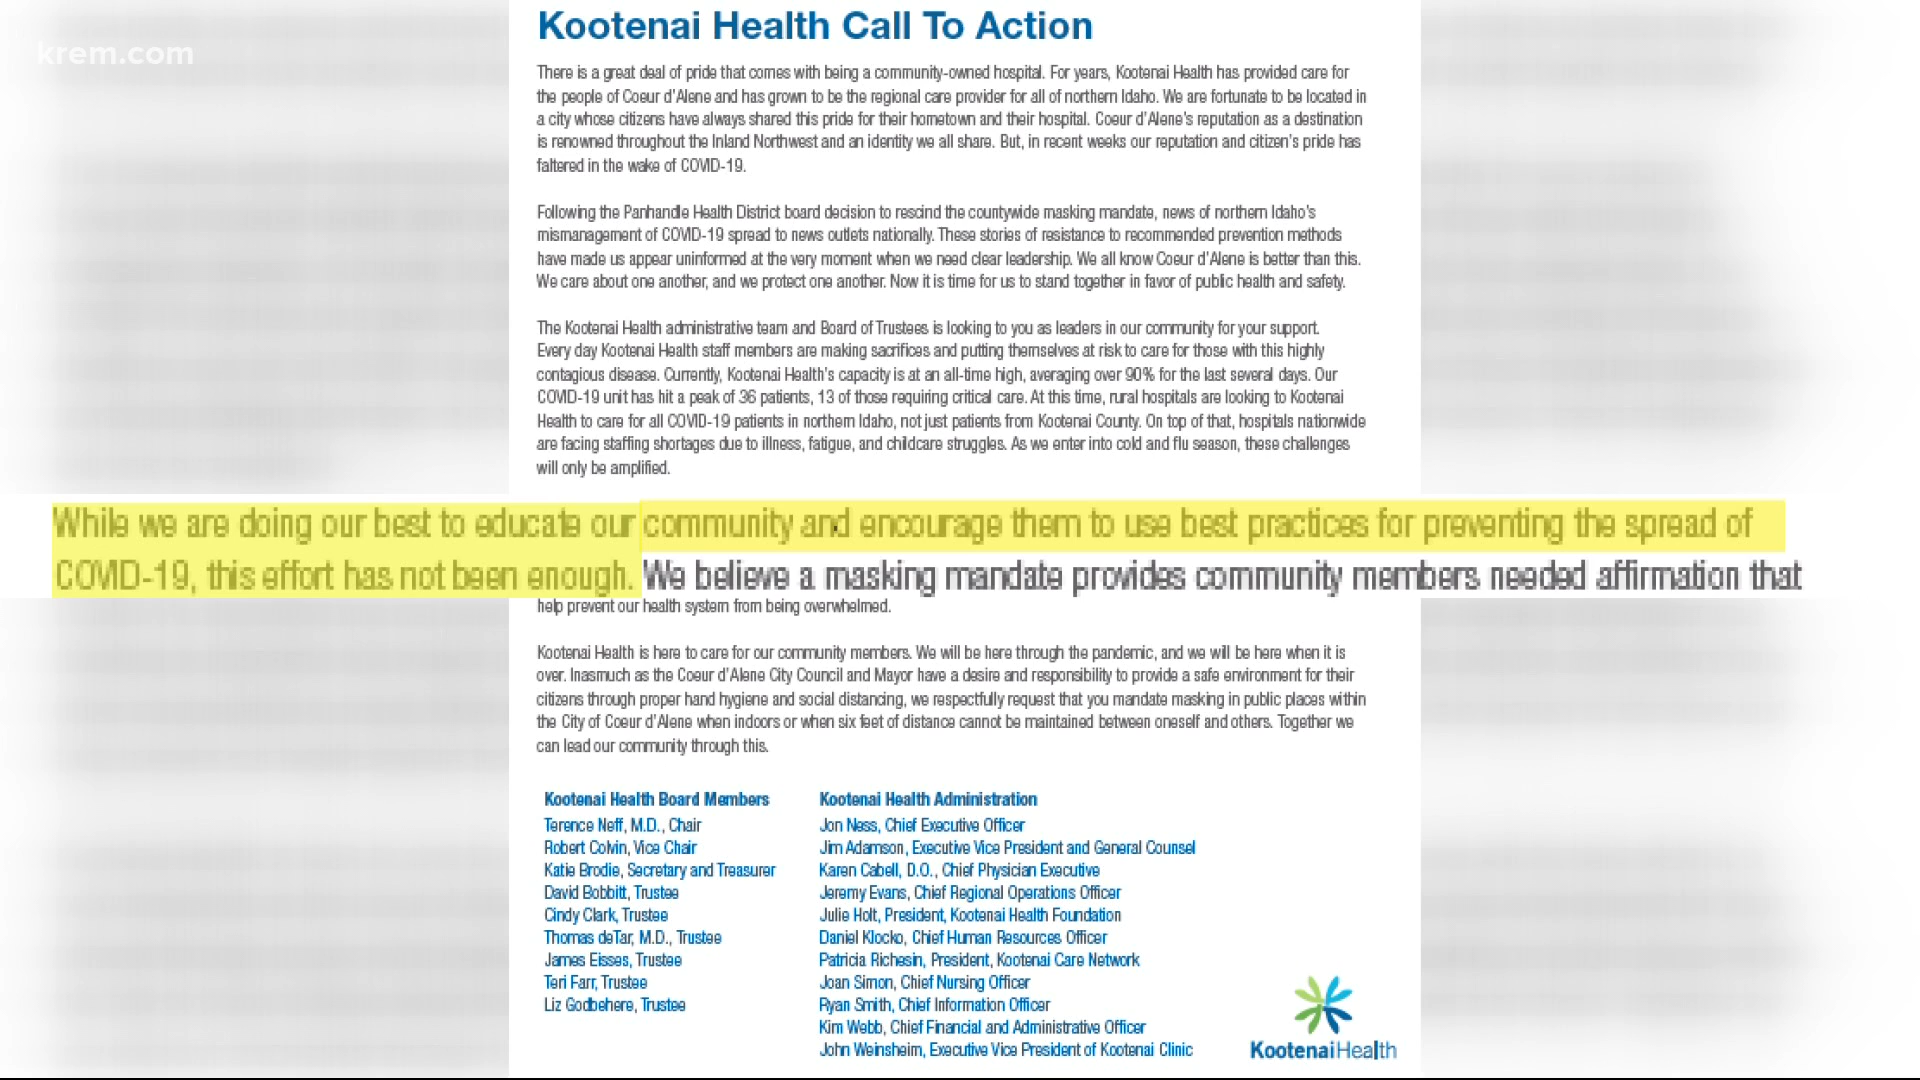 Kootenai Health Call To Action
krem.com
There is a great deal of pride that comes with being a community-owned hospital. For years, Kootenai Health has provided care for
the people of Coeur d'Alene and has grown to be the regional care provider for all of northern Idaho. We are fortunate to be located in
a city whose citizens have always shared this pride for their hometown and their hospital. Coeur d'Alene's reputation as a destination
is renowned throughout the Inland Northwest and an identity we all share. But, in recent weeks our reputation and citizen's pride has
faltered in the wake of COVID-19.
Following the Panhandle Health District board decision to rescind the countywide masking mandate, news of northern Idaho's
mismanagement of COVID-19 spread to news outlets nationally. These stories of resistance to recommended prevention methods
have made us appear uninformed at the very moment when we need clear leadership. We all know Coeur d'Alene is better than this.
We care about one another, and we protect one another. Now it is time for us to stand together in favor of public health and safety.
The Kootenai Health administrative team and Board of Trustees is looking to you as leaders in our community for your support.
Every day Kootenai Health staff members are making sacrifices and putting themselves at risk to care for those with this highly
contagious disease. Currently, Kootenai Health's capacity is at an all-time high, averaging over 90% for the last several days. Our
COVID-19 unit has hit a peak of 36 patients, 13 of those requiring critical care. At this time, rural hospitals are looking to Kootenai
Health to care for all COVID-19 patients in northern Idaho, not just patients from Kootenai County. On top of that, hospitals nationwide
are facing staffing shortages due to illness, fatigue, and childcare struggles. As we enter into cold and flu season, these challenges
will only be amplified.
While we are doing our best to educate our community and encourage them to use best practices for preventing the spread of
COVID-19, this effort has not been enough. We believe a masking mandate provides community members needed affirmation that
help prevent our health system from being overwhelmed.
Kootenai Health is here to care for our community members. We will be here through the pandemic, and we will be here when it is
over. Inasmuch as the Coeur d'Alene City Council and Mayor have a desire and responsibility to provide a safe environment for their
citizens through proper hand hygiene and social distancing, we respectfully request that you mandate masking in public places within
the City of Coeur d'Alene when indoors or when six feet of distance cannot be maintained between oneself and others. Together we
can lead our community through this.
Kootenai Health Board Members
Terence Neff, M.D., Chair
Robert Colvin, Vice Chair
Katie Brodie, Secretary and Treasurer
David Bobbitt, Trustee
Cindy Clark, Trustee
Thomas deTar, M.D., Trustee
James Eisses, Trustee
Teri Farr, Trustee
Liz Godbehere, Trustee
Kootenai Health Administration
Jon Ness, Chief Executive Officer
Jim Adamson, Executive Vice President and General Counsel
Karen Cabell, D.O., Chief Physician Executive
Jeremy Evans, Chief Regional Operations Officer
Julie Holt, President, Kootenai Health Foundation
Daniel Klocko, Chief Human Resources Officer
Patricia Richesin, President, Kootenai Care Network
Joan Simon, Chief Nursing Officer
Ryan Smith, Chief Information Officer
Kim Webb, Chief Financial and Administrative Officer
John Weinsheim, Executive Vice President of Kootenai Clinic
KootenaiHealth